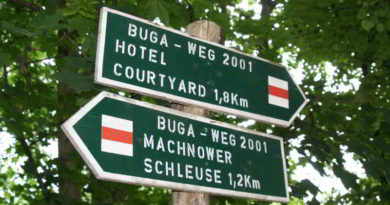 BUGA - WEG 2001
HOTEL
COURTYARD 1,8Km
BUGA - WEG 2001
MACHNOWER
SCHLEUSE 1,2Km